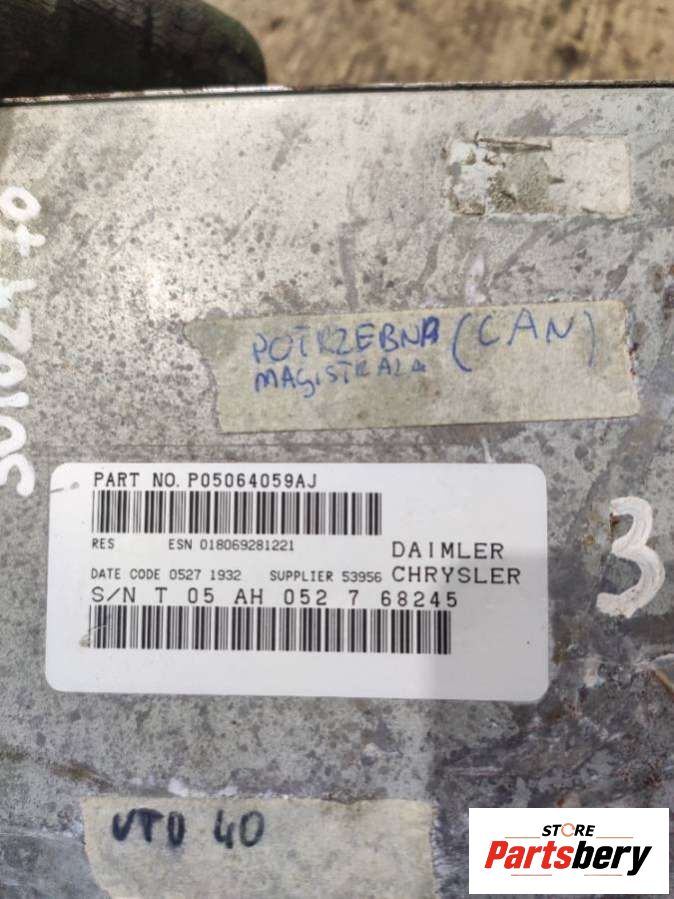 POTRZEBNA (CAN)
MAGISTRALA
PART NO. P05064059AJ
RES ESN 018069281221
DAIMLER
DATE CODE 0527 1932 SUPPLIER 53956 CHRYSLER
S/N T 05 AH 052 7 68245
3
VTD 40
STORE
Partsbery